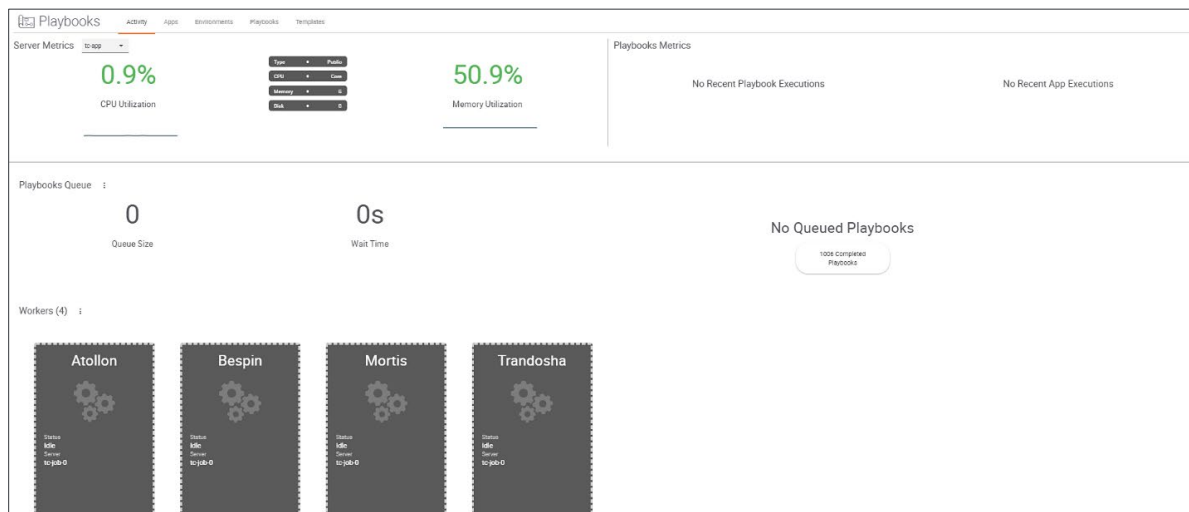 Playbooks
Activity Apps Environments Playbooks Templates
Server Metrics tc-app
0.9%
CPU Utilization
Type • Public
CPU • Core
Memory • G
Disk • D
50.9%
Memory Utilization
Playbooks Metrics
No Recent Playbook Executions
No Recent App Executions
Playbooks Queue
0
Queue Size
0s
Wait Time
No Queued Playbooks
1006 Completed
Playbooks
Workers (4)
Atollon
Status
Idle
Server
tc-job-0
Bespin
Status
Idle
Server
tc-job-0
Mortis
Status
Idle
Server
tc-job-0
Trandosha
Status
Idle
Server
tc-job-0